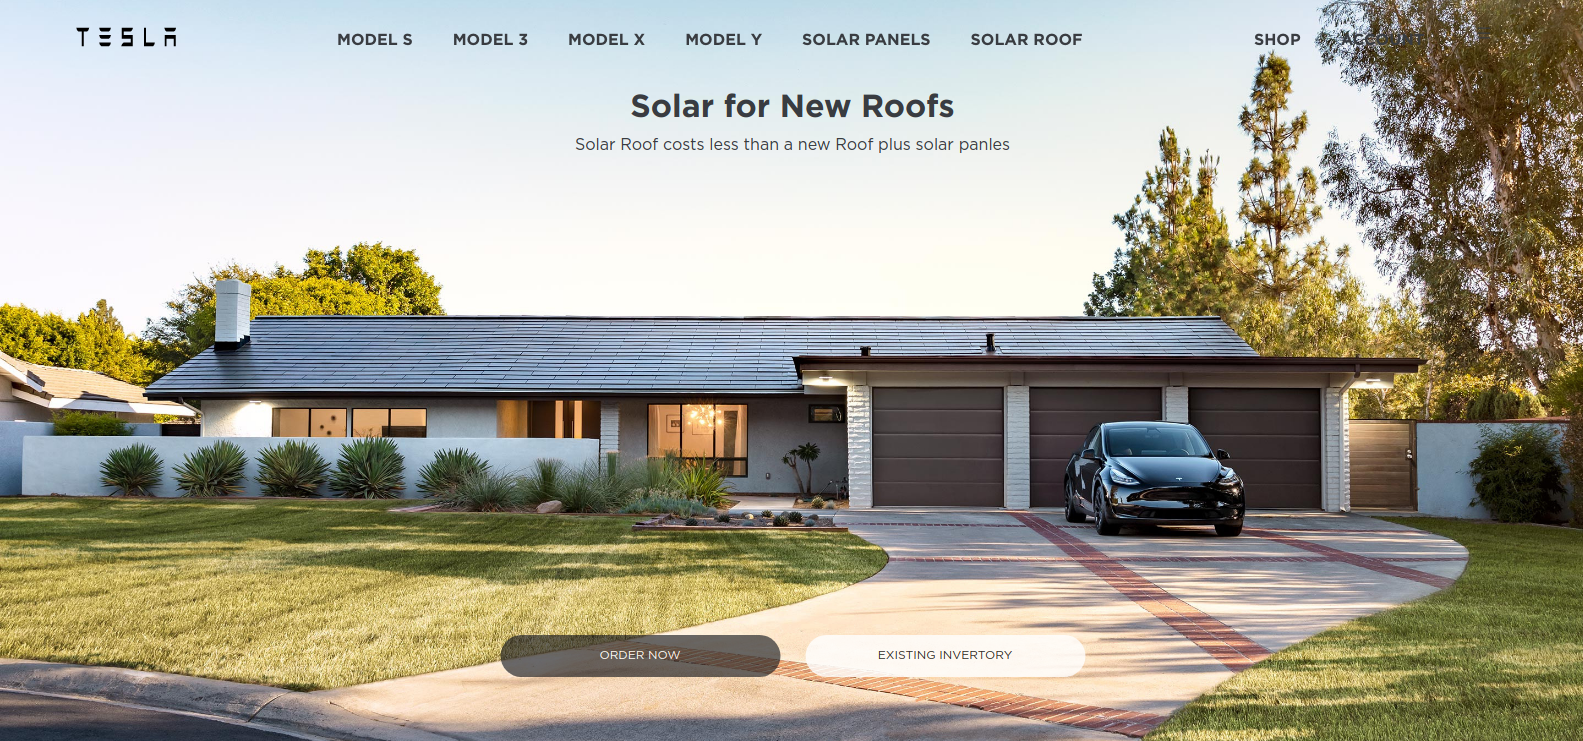 TESLA
MODEL S MODEL 3 MODEL X MODEL Y SOLAR PANELS SOLAR ROOF SHOP ACCOUNT
Solar for New Roofs
Solar Roof costs less than a new Roof plus solar panles
ORDER NOW
EXISTING INVERTORY